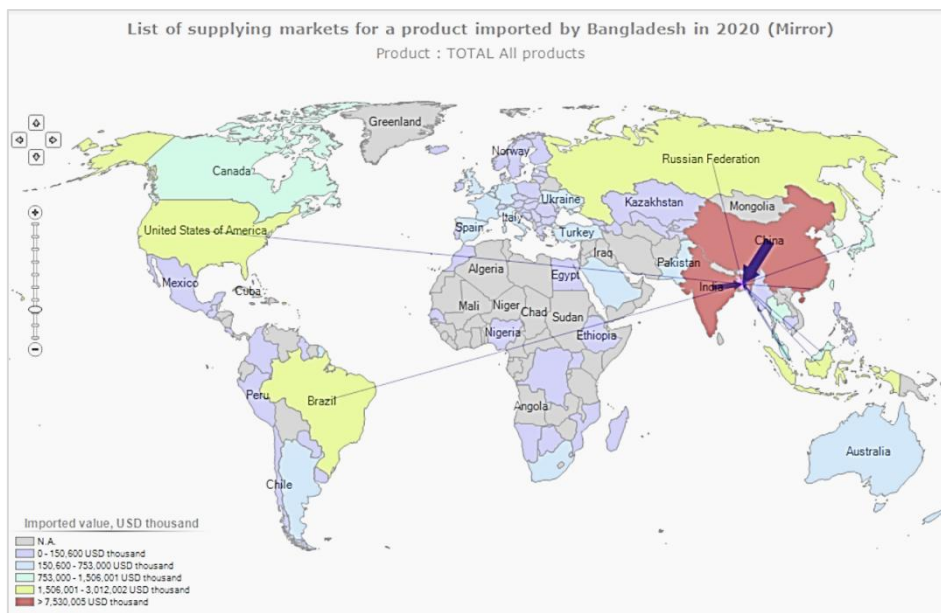 List of supplying markets for a product imported by Bangladesh in 2020 (Mirror)
Product : TOTAL All products
Greenland
Norway
Russian Federation
Canada
Ukraine
Kazakhstan
Mongolia
Italy
Spain
Turkey
United States of America
China
Iraq
Pakistan
Algeria
Egypt
Mexico
Cuba
India
Mali
Niger
Chad
Sudan
Nigeria
Ethiopia
Peru
Brazil
Angola
Australia
Chile
Imported value, USD thousand
N.A.
0 - 150,600 USD thousand
150,600 - 753,000 USD thousand
753,000 - 1,506,001 USD thousand
1,506,001 - 3,012,002 USD thousand
> 7,530,005 USD thousand